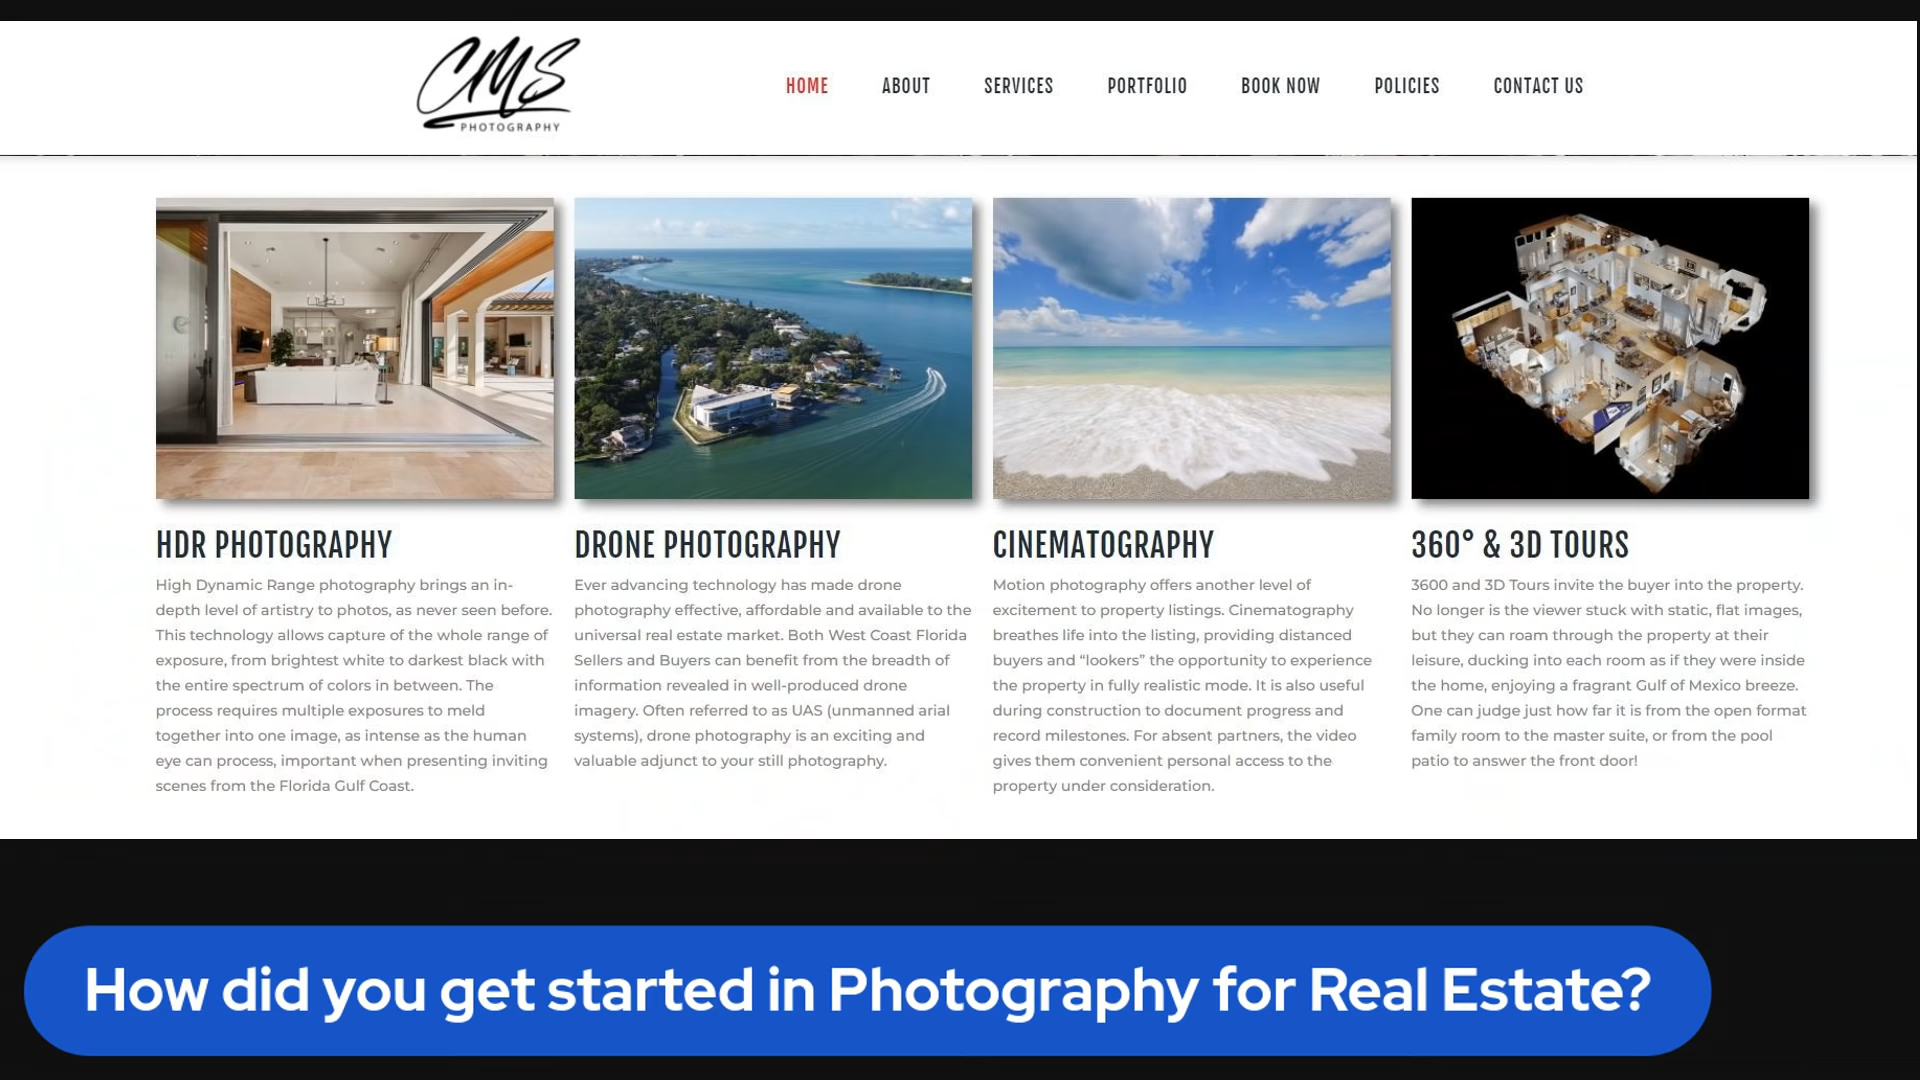 CMS
PHOTOGRAPHY
HOME ABOUT SERVICES PORTFOLIO BOOK NOW POLICIES CONTACT US
HDR PHOTOGRAPHY
High Dynamic Range photography brings an in-
depth level of artistry to photos, as never seen before.
This technology allows capture of the whole range of
exposure, from brightest white to darkest black with
the entire spectrum of colors in between. The
process requires multiple exposures to meld
together into one image, as intense as the human
eye can process, important when presenting inviting
scenes from the Florida Gulf Coast.
DRONE PHOTOGRAPHY
Ever advancing technology has made drone
photography effective, affordable and available to the
universal real estate market. Both West Coast Florida
Sellers and Buyers can benefit from the breadth of
information revealed in well-produced drone
imagery. Often referred to as UAS (unmanned arial
systems), drone photography is an exciting and
valuable adjunct to your still photography.
CINEMATOGRAPHY
Motion photography offers another level of
excitement to property listings. Cinematography
breathes life into the listing, providing distanced
buyers and “lookers” the opportunity to experience
the property in fully realistic mode. It is also useful
during construction to document progress and
record milestones. For absent partners, the video
gives them convenient personal access to the
property under consideration.
360° & 3D TOURS
3600 and 3D Tours invite the buyer into the property.
No longer is the viewer stuck with static, flat images,
but they can roam through the property at their
leisure, ducking into each room as if they were inside
the home, enjoying a fragrant Gulf of Mexico breeze.
One can judge just how far it is from the open format
family room to the master suite, or from the pool
patio to answer the front door!
How did you get started in Photography for Real Estate?